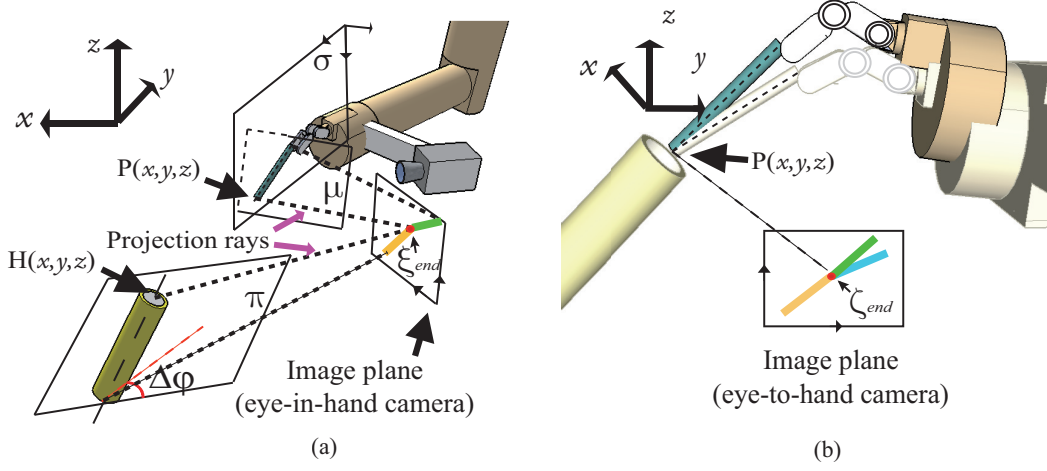 z
y
x
σ
P(x,y,z)
μ
Projection rays
H(x,y,z)
ξend
π
Δφ
Image plane
(eye-in-hand camera)
(a)
z
x
y
P(x,y,z)
ζend
Image plane
(eye-to-hand camera)
(b)